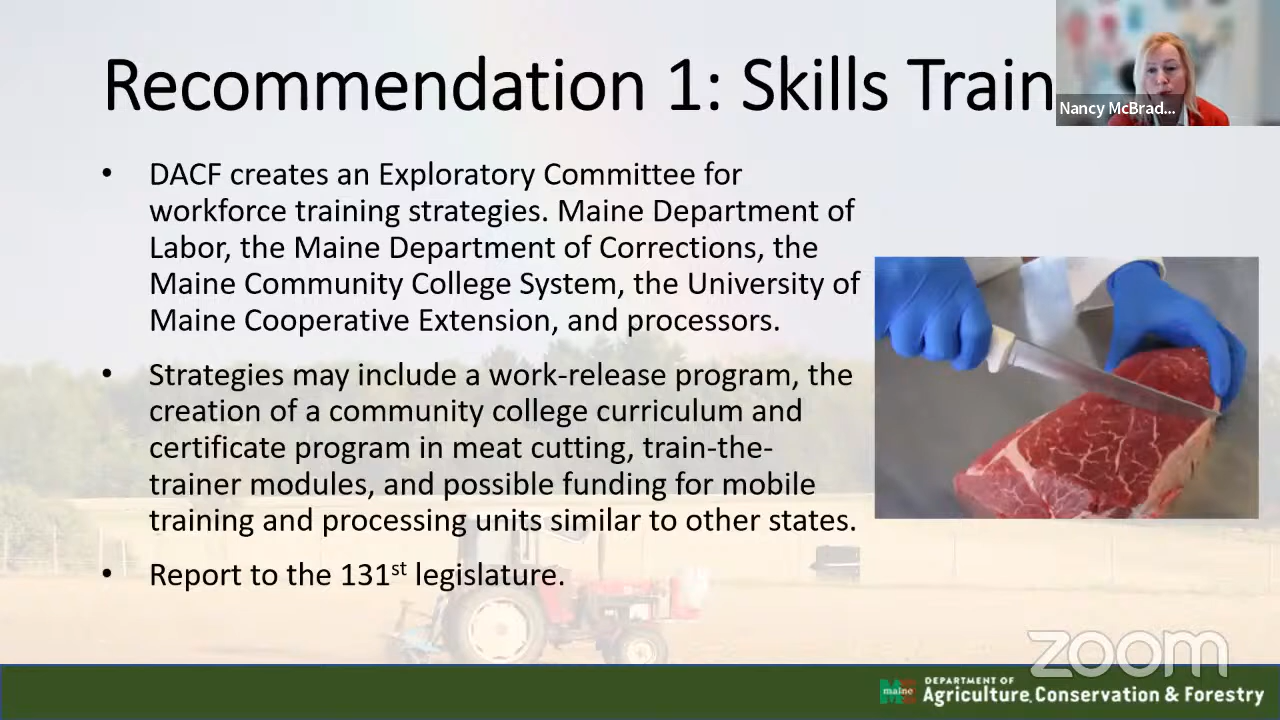 Recommendation 1: Skills Train
Nancy McBrad...
• DACF creates an Exploratory Committee for
workforce training strategies. Maine Department of
Labor, the Maine Department of Corrections, the
Maine Community College System, the University of
Maine Cooperative Extension, and processors.
• Strategies may include a work-release program, the
creation of a community college curriculum and
certificate program in meat cutting, train-the-
trainer modules, and possible funding for mobile
training and processing units similar to other states.
• Report to the 131st legislature.
zoom
maine
DEPARTMENT OF
Agriculture, Conservation & Forestry